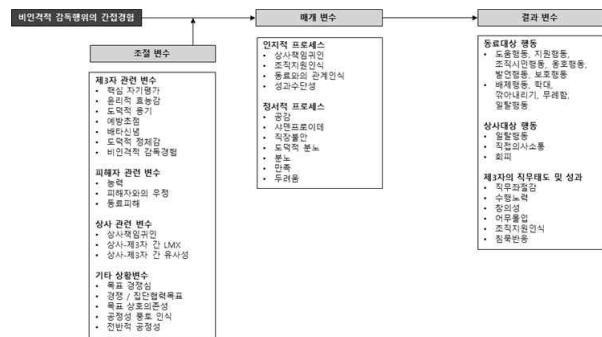 비인격적 감독행위의 간접경험
매개 변수
결과 변수
조절 변수
제3자 관련 변수
• 핵심 자기평가
• 윤리적 효능감
• 도덕적 용기
• 예방초점
• 배타신념
• 도덕적 정체감
• 비인격적 감독경험
피해자 관련 변수
• 능력
• 피해자와의 우정
• 동료피해
상사 관련 변수
• 상사책임귀인
• 상사-제3자 간 LMX
• 상사-제3자 간 유사성
기타 상황변수
• 목표 경쟁심
• 경쟁 / 집단협력목표
• 목표 상호의존성
• 공정성 풍토 인식
• 전반적 공정성
인지적 프로세스
• 상사책임귀인
• 조직지원인식
• 동료와의 관계인식
• 성과수단성
정서적 프로세스
• 공감
• 샤덴프로이데
• 직장불안
• 도덕적 분노
• 분노
• 만족
• 두려움
동료대상 행동
• 도움행동, 지원행동,
조직시민행동, 옹호행동,
발언행동, 보호행동
• 배제행동, 학대,
깎아내리기, 무례함,
일탈행동
상사대상 행동
• 일탈행동
• 직접의사소통
• 회피
제3자의 직무태도 및 성과
• 직무좌절감
• 수행노력
• 창의성
• 업무몰입
• 조직지원인식
• 침묵반응